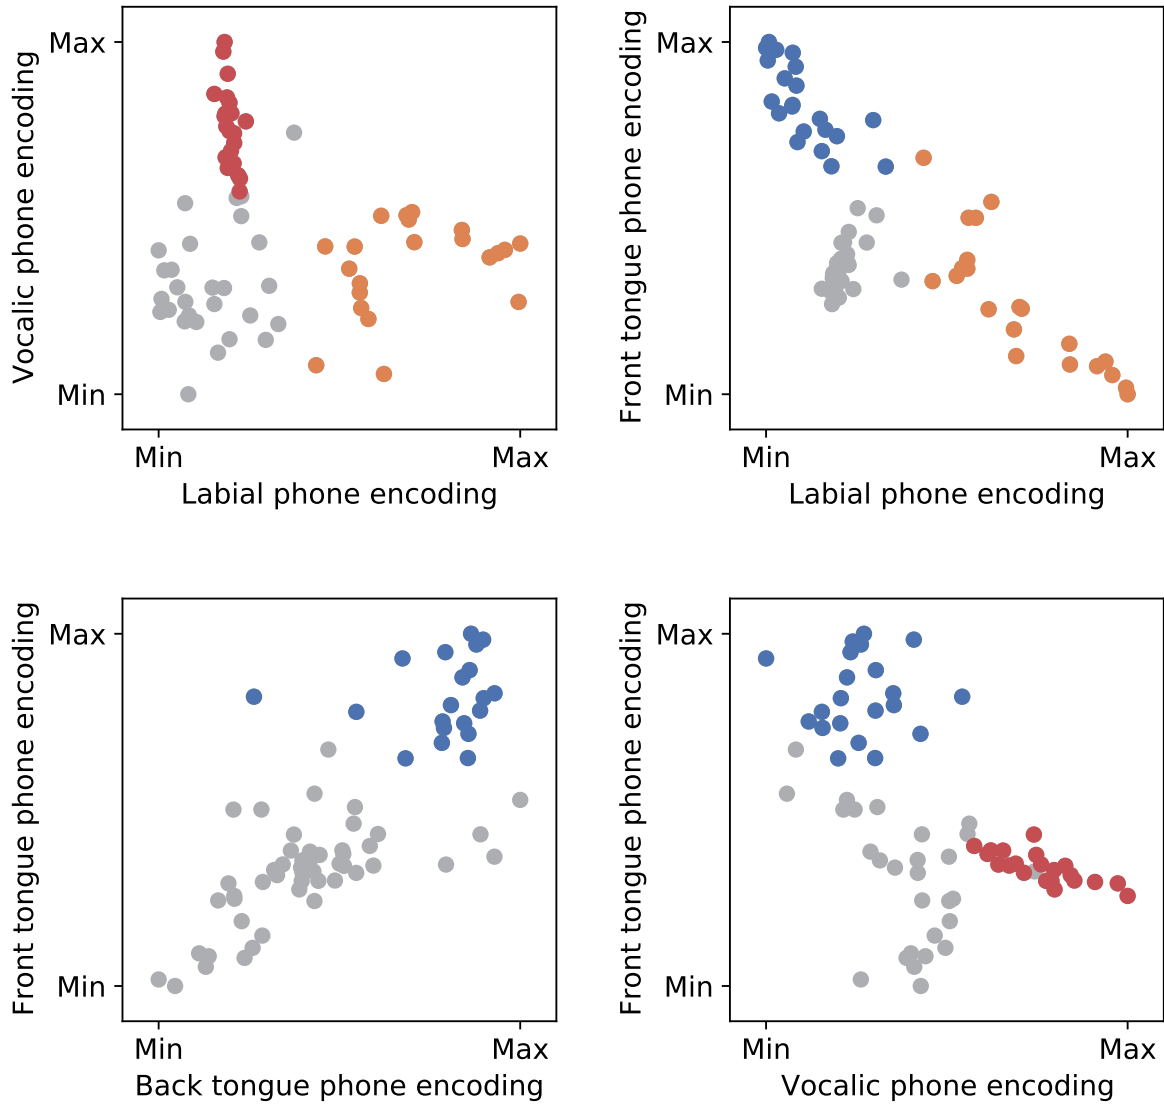 Vocalic phone encoding
Max
Min
Min
Max
Labial phone encoding
Front tongue phone encoding
Max
Min
Min
Max
Labial phone encoding
Front tongue phone encoding
Max
Min
Min
Max
Back tongue phone encoding
Front tongue phone encoding
Max
Min
Min
Max
Vocalic phone encoding